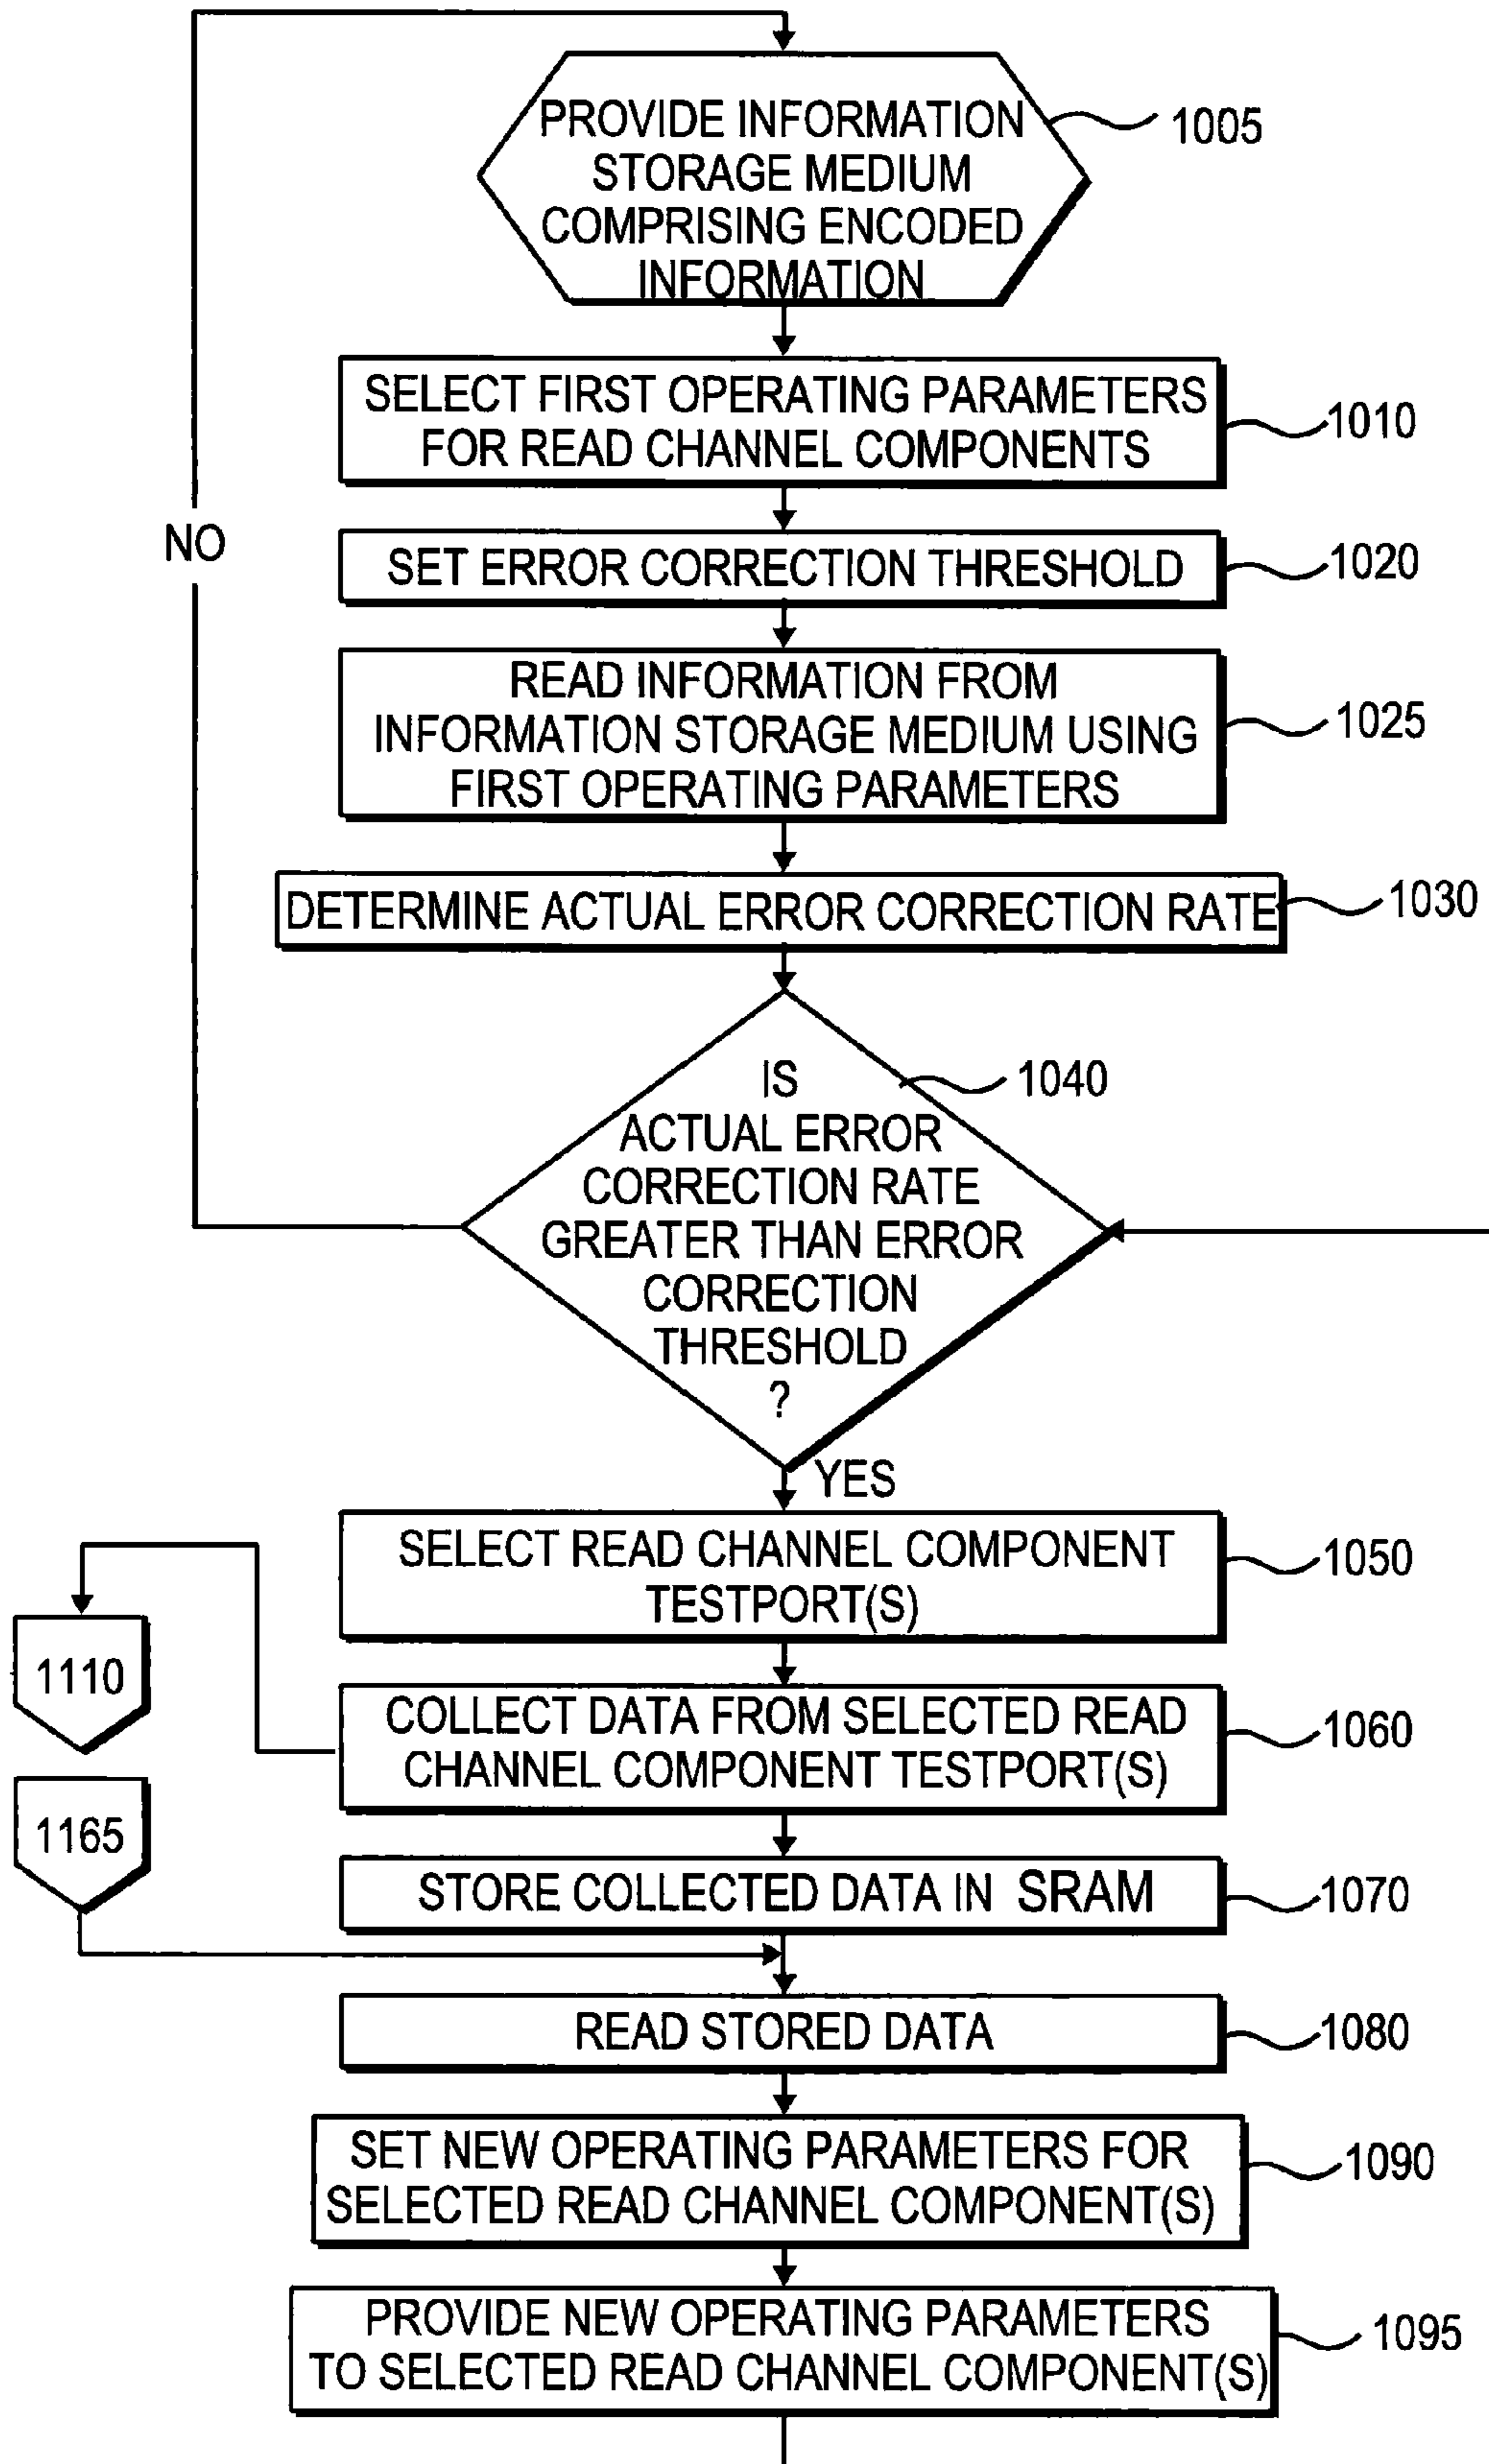 PROVIDE INFORMATION
STORAGE MEDIUM
COMPRISING ENCODED
INFORMATION
1005
SELECT FIRST OPERATING PARAMETERS
FOR READ CHANNEL COMPONENTS
1010
NO
SET ERROR CORRECTION THRESHOLD
1020
READ INFORMATION FROM
INFORMATION STORAGE MEDIUM USING
FIRST OPERATING PARAMETERS
1025
DETERMINE ACTUAL ERROR CORRECTION RATE
1030
IS
ACTUAL ERROR
CORRECTION RATE
GREATER THAN ERROR
CORRECTION
THRESHOLD
?
1040
YES
SELECT READ CHANNEL COMPONENT
TESTPORT(S)
1050
1110
COLLECT DATA FROM SELECTED READ
CHANNEL COMPONENT TESTPORT(S)
1060
1165
STORE COLLECTED DATA IN SRAM
1070
READ STORED DATA
1080
SET NEW OPERATING PARAMETERS FOR
SELECTED READ CHANNEL COMPONENT(S)
1090
PROVIDE NEW OPERATING PARAMETERS
TO SELECTED READ CHANNEL COMPONENT(S)
1095